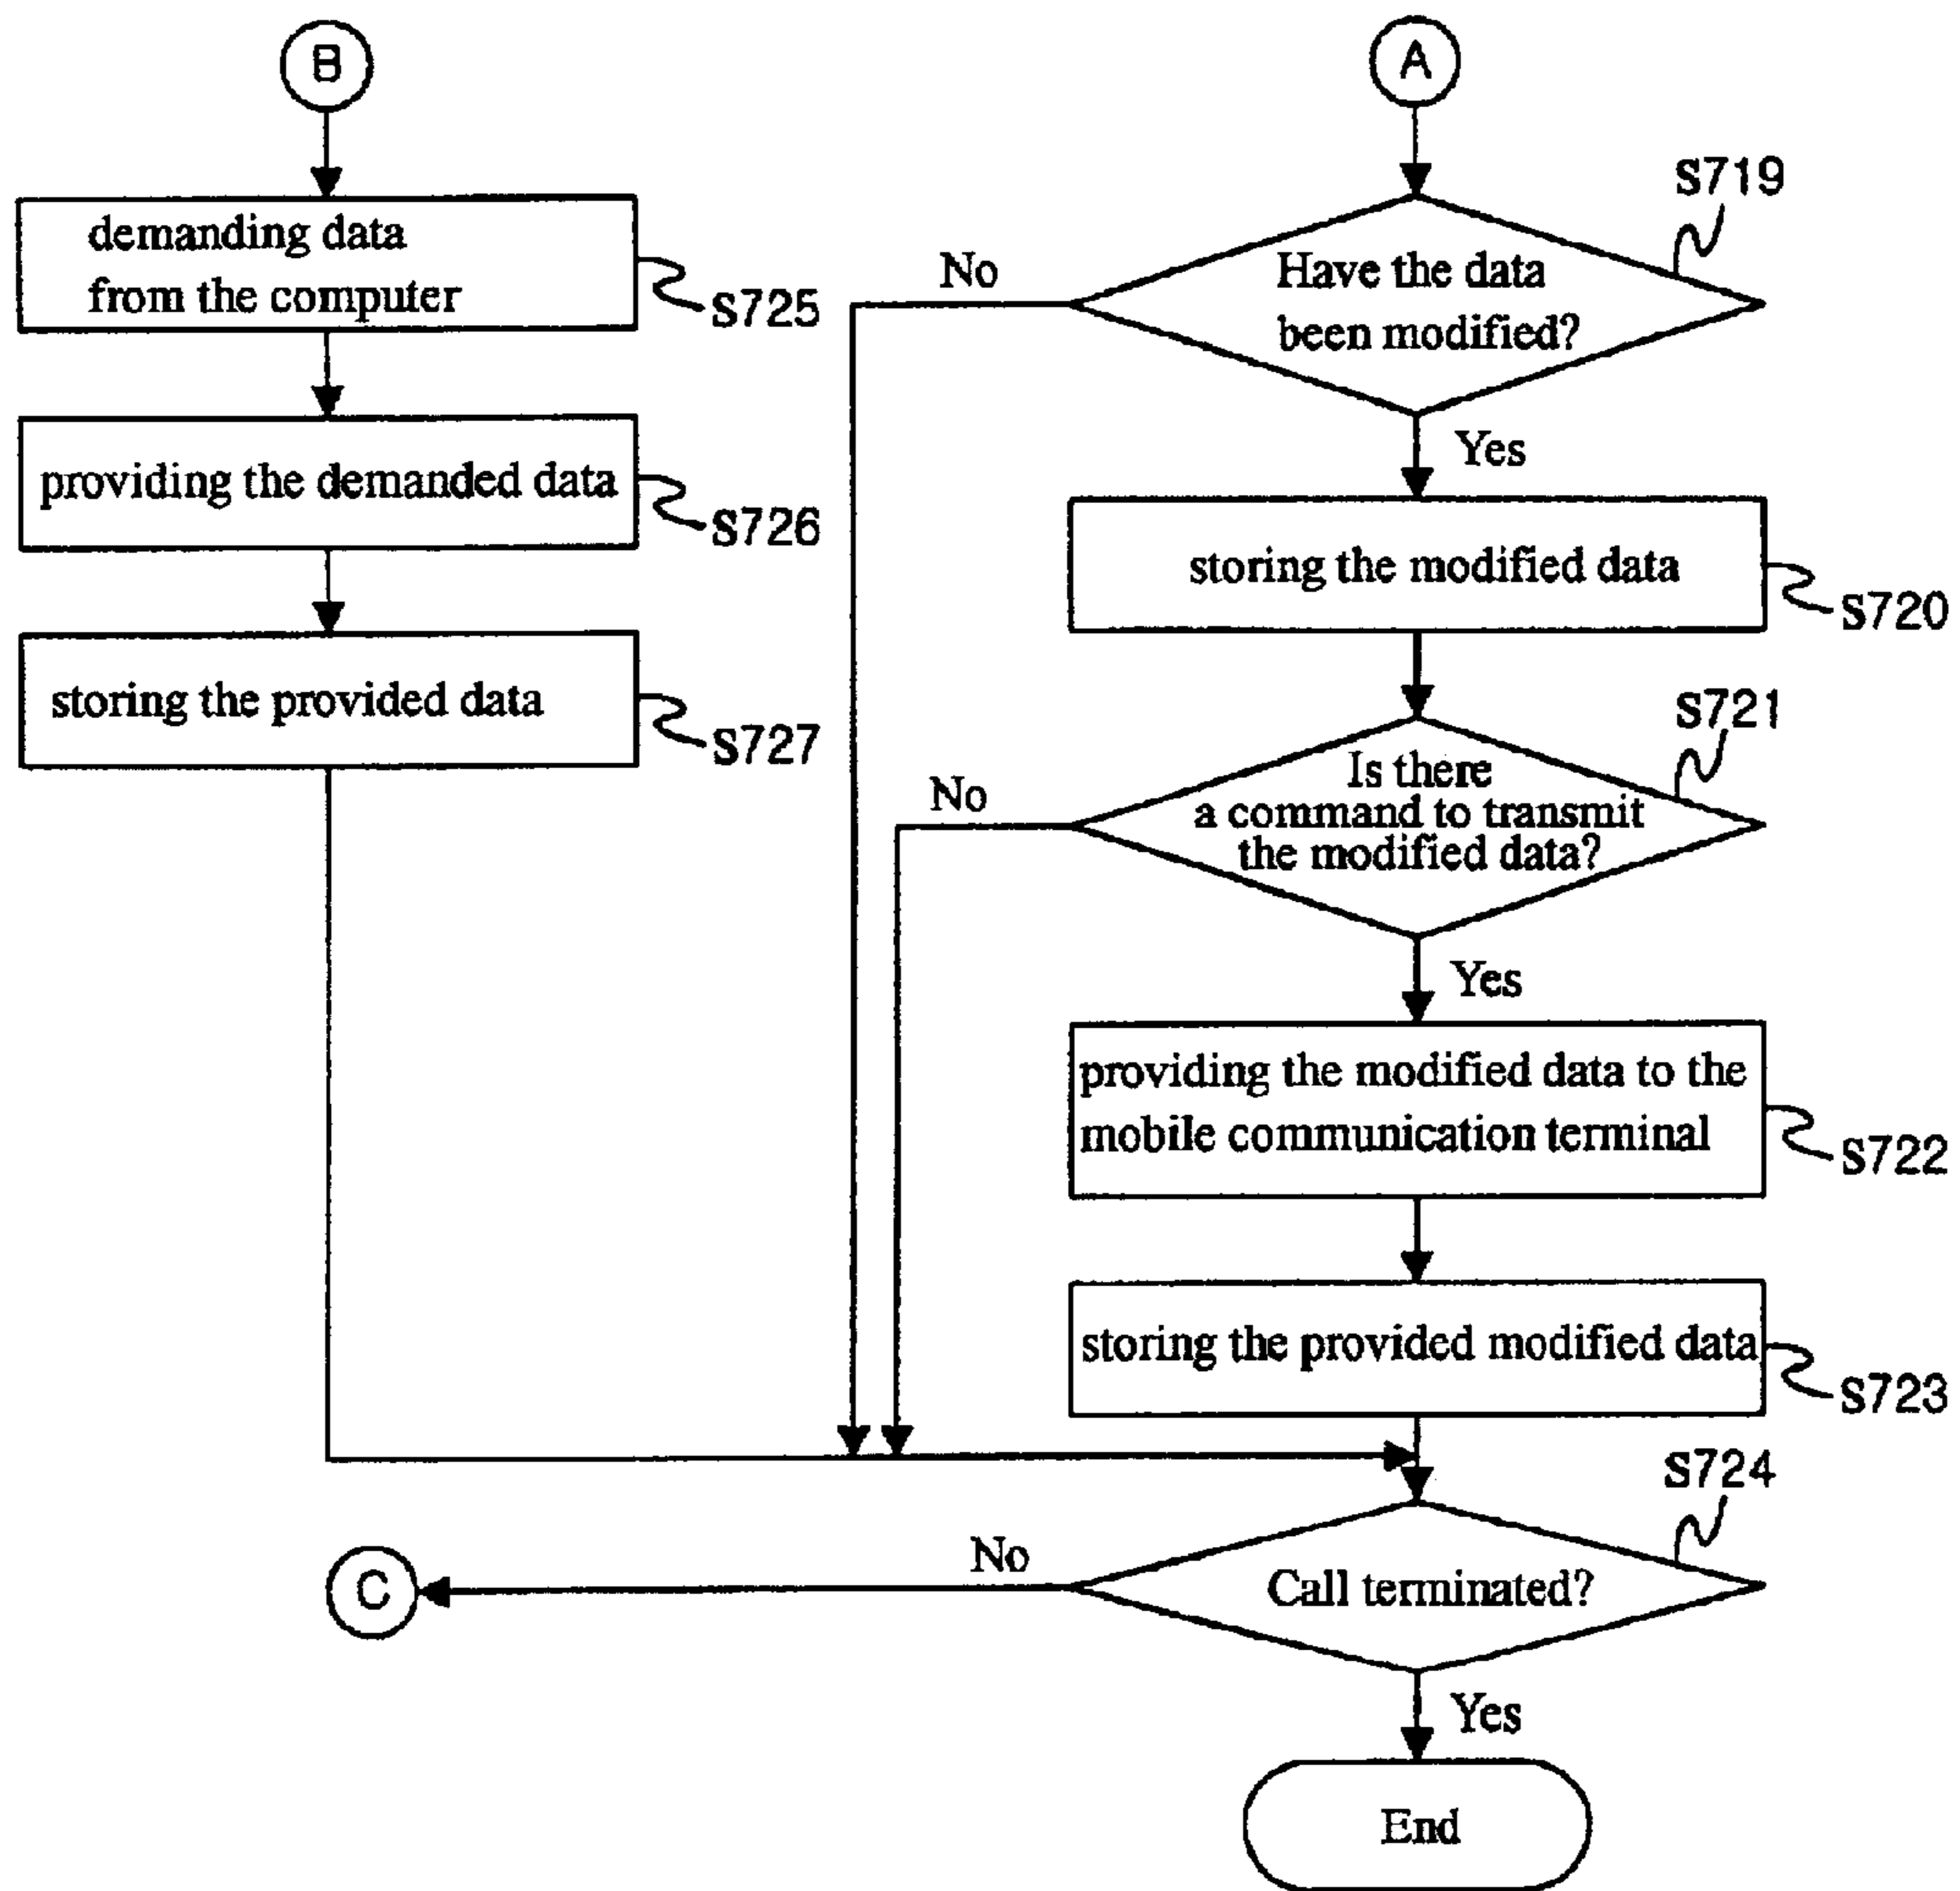 B
demanding data
from the computer
S725
providing the demanded data
S726
storing the provided data
S727
A
S719
Have the data
been modified?
No
Yes
storing the modified data
S720
S721
Is there
a command to transmit
the modified data?
No
Yes
providing the modified data to the
mobile communication terminal
S722
storing the provided modified data
S723
S724
Call terminated?
No
C
Yes
End